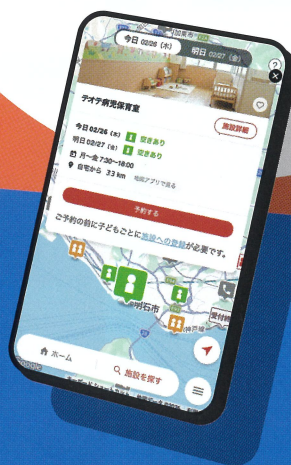 今日 02/26（木）
明日 02/27（金）
テオテ病児保育室
施設詳細
今日 02/26（木） 空きあり
明日 02/27（金） 空きあり
月〜金 7:30〜18:00
自宅から 33 km 地図アプリで見る
予約する
ご予約の前に子どもごとに施設への登録が必要です。
明石市
受付時
ホーム
施設を探す